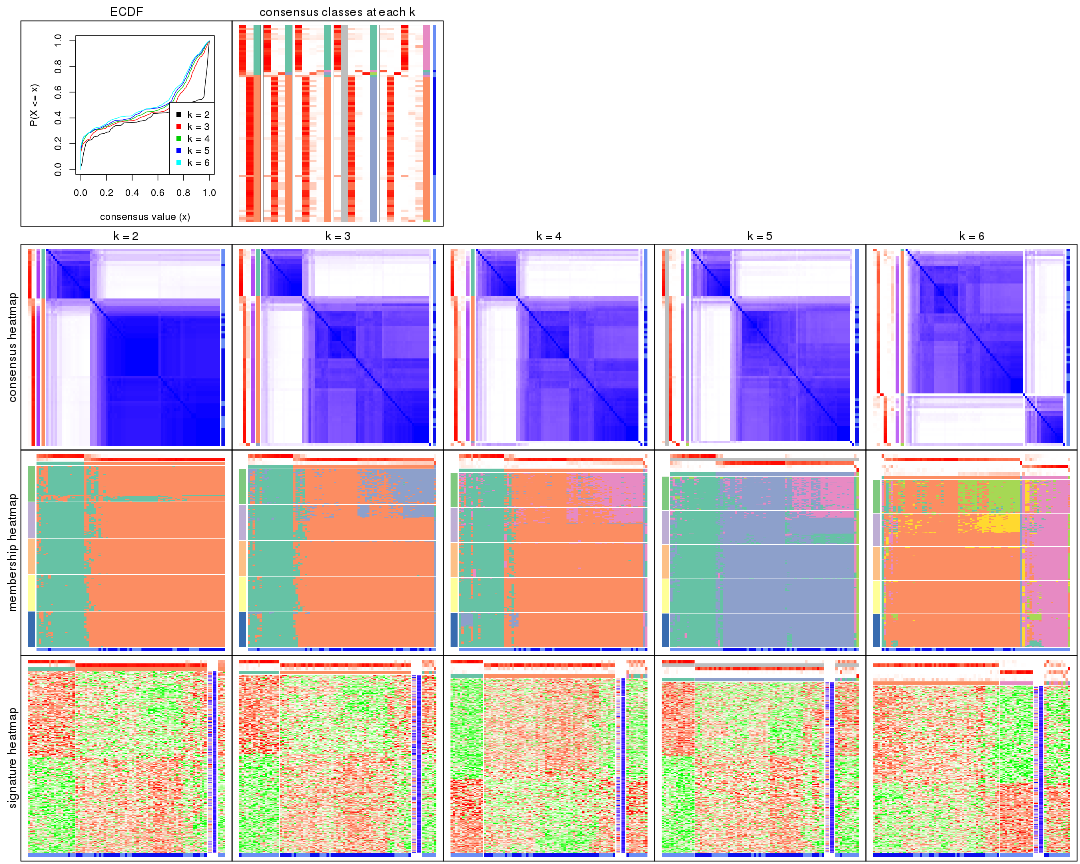 ECDF
consensus classes at each k
P(X <= x)
0.0 0.2 0.4 0.6 0.8 1.0
k = 2
k = 3
k = 4
k = 5
k = 6
0.0 0.2 0.4 0.6 0.8 1.0
consensus value (x)
k = 2 k = 3 k = 4 k = 5 k = 6
consensus heatmap
membership heatmap
signature heatmap